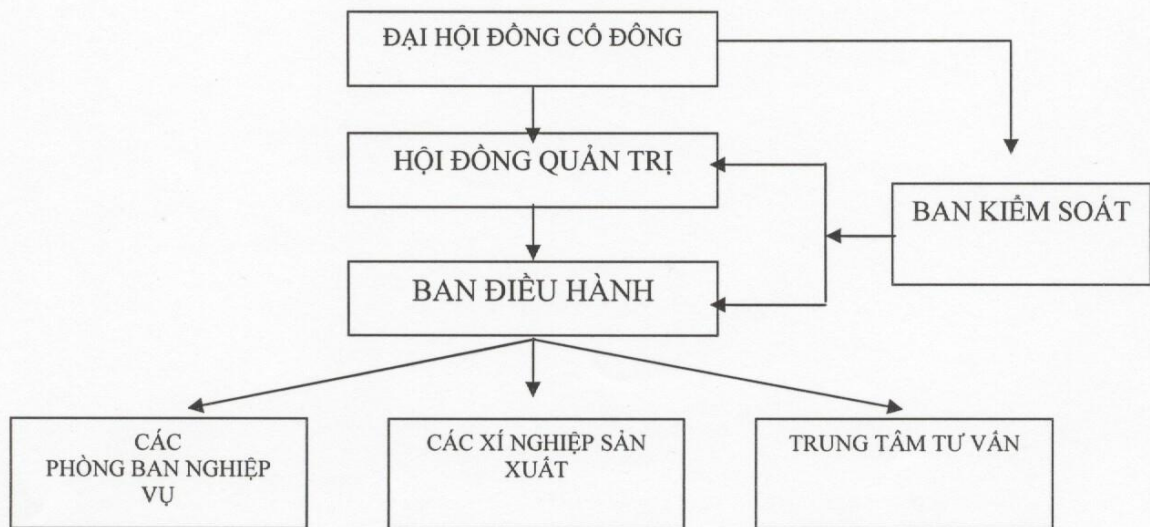 ĐẠI HỘI ĐỒNG CỔ ĐÔNG
HỘI ĐỒNG QUẢN TRỊ
BAN KIỂM SOÁT
BAN ĐIỀU HÀNH
CÁC
PHÒNG BAN NGHIỆP
VỤ
CÁC XÍ NGHIỆP SẢN
XUẤT
TRUNG TÂM TƯ VẤN